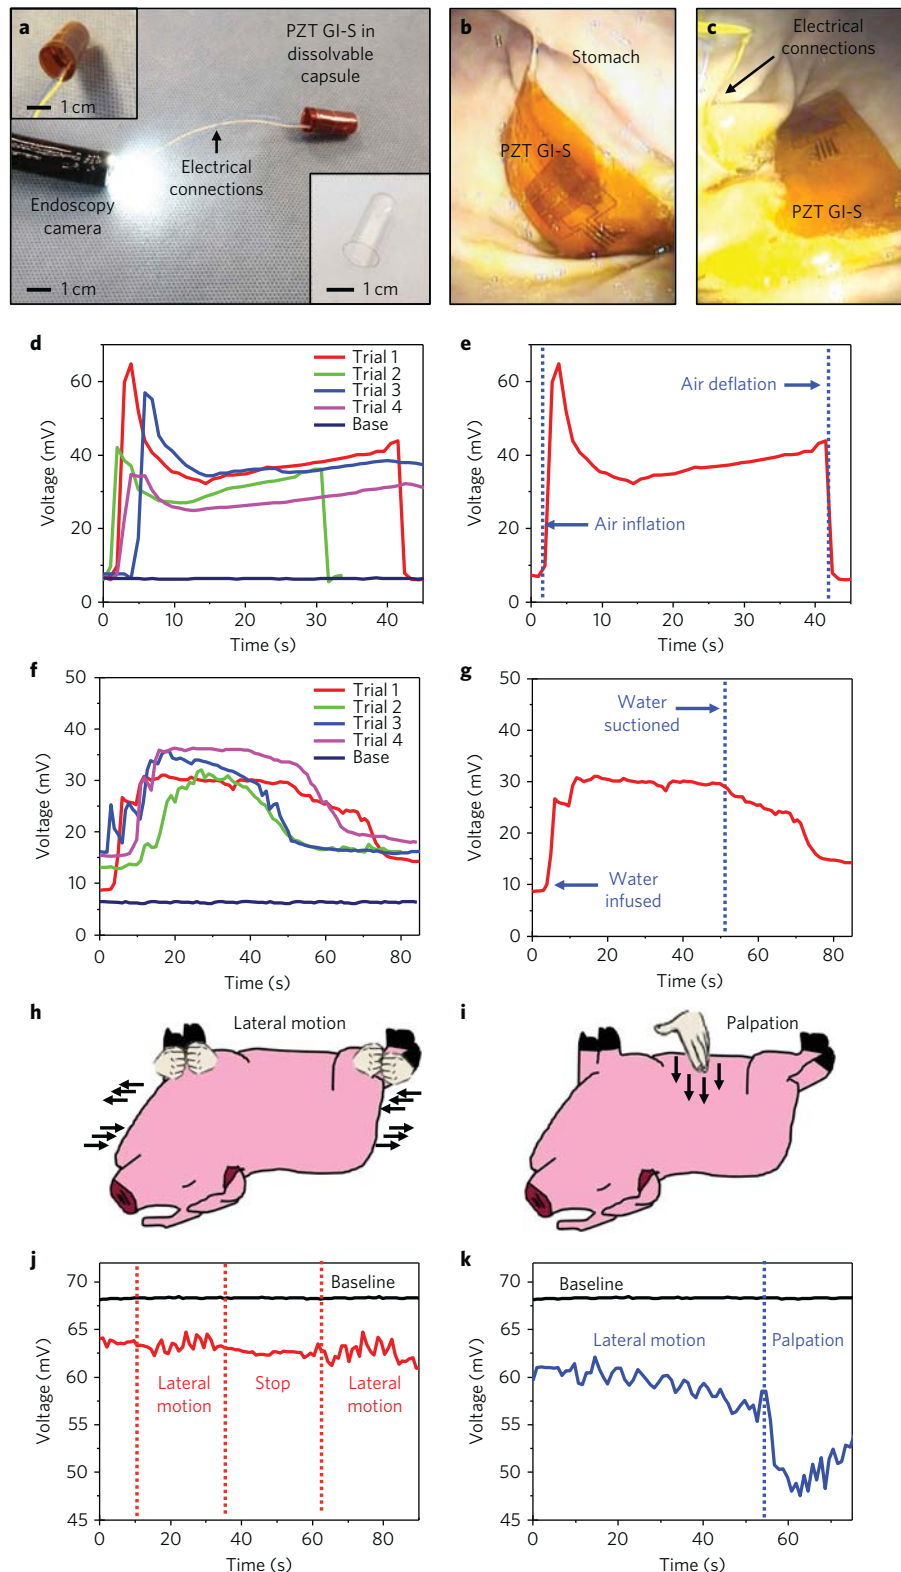 a
PZT GI-S in
dissolvable
capsule
1 cm
Electrical
connections
Endoscopy
camera
1 cm
1 cm
b
Stomach
PZT GI-S
c
Electrical
connections
PZT GI-S
d
Trial 1
Trial 2
Trial 3
Trial 4
Base
60
40
20
0
Voltage (mV)
0 10 20 30 40
Time (s)
e
Air deflation
Air inflation
60
40
20
0
Voltage (mV)
0 10 20 30 40
Time (s)
f
Trial 1
Trial 2
Trial 3
Trial 4
Base
50
40
30
20
10
0
Voltage (mV)
0 20 40 60 80
Time (s)
g
Water
suctioned
Water
infused
50
40
30
20
10
0
Voltage (mV)
0 20 40 60 80
Time (s)
h
Lateral motion
i
Palpation
j
Baseline
Lateral
motion
Stop
Lateral
motion
70
65
60
55
50
45
Voltage (mV)
0 20 40 60 80
Time (s)
k
Baseline
Lateral motion
Palpation
70
65
60
55
50
45
Voltage (mV)
0 20 40 60
Time (s)